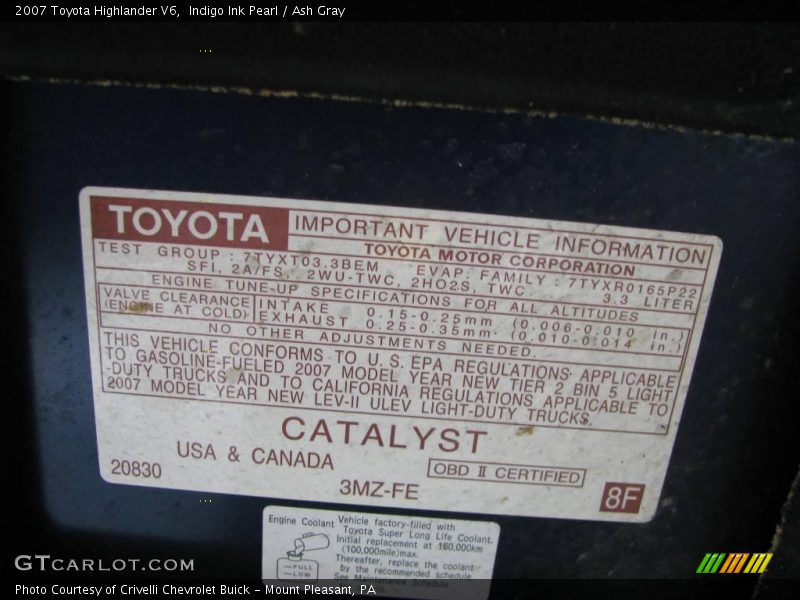 2007 Toyota Highlander V6,  Indigo Ink Pearl / Ash Gray
TOYOTA
IMPORTANT VEHICLE INFORMATION
TOYOTA MOTOR CORPORATION
TEST GROUP : 7TYXT03.3BEM EVAP. FAMILY : 7TYXR0165P22
SFI, 2A/FS, 2WU-TWC, 2HO2S, TWC. 3.3 LITER
ENGINE TUNE-UP SPECIFICATIONS FOR ALL ALTITUDES
VALVE CLEARANCE INTAKE 0.15-0.25mm (0.006-0.010 in.)
(ENGINE AT COLD) EXHAUST 0.25-0.35mm (0.010-0.014 in.)
NO OTHER ADJUSTMENTS NEEDED.
THIS VEHICLE CONFORMS TO U.S.EPA REGULATIONS APPLICABLE
TO GASOLINE-FUELED 2007 MODEL YEAR NEW TIER 2 BIN 5 LIGHT
-DUTY TRUCKS AND TO CALIFORNIA REGULATIONS APPLICABLE TO
2007 MODEL YEAR NEW LEV-II ULEV LIGHT-DUTY TRUCKS.
CATALYST
USA & CANADA
OBD II CERTIFIED
20830
3MZ-FE
8F
Engine Coolant
Vehicle factory-filled with
Toyota Super Long Life Coolant.
Initial replacement at 160,000km
(100,000mile)max.
Thereafter, replace the coolant
by the recommended schedule.
See Maintenance Schedule
FULL
LOW
GTCARLOT.COM
Photo Courtesy of Crivelli Chevrolet Buick - Mount Pleasant, PA